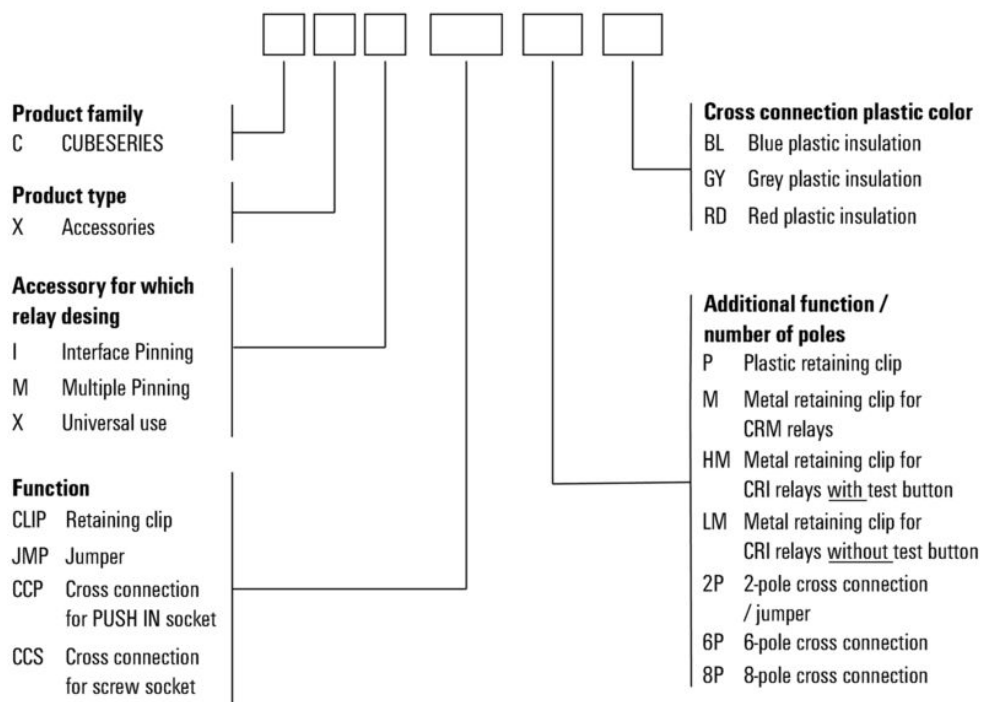 Product family
C CUBESERIES
Product type
X Accessories
Accessory for which
relay desing
I Interface Pinning
M Multiple Pinning
X Universal use
Function
CLIP Retaining clip
JMP Jumper
CCP Cross connection
for PUSH IN socket
CCS Cross connection
for screw socket
Cross connection plastic color
BL Blue plastic insulation
GY Grey plastic insulation
RD Red plastic insulation
Additional function /
number of poles
P Plastic retaining clip
M Metal retaining clip for
CRM relays
HM Metal retaining clip for
CRI relays with test button
LM Metal retaining clip for
CRI relays without test button
2P 2-pole cross connection
/ jumper
6P 6-pole cross connection
8P 8-pole cross connection